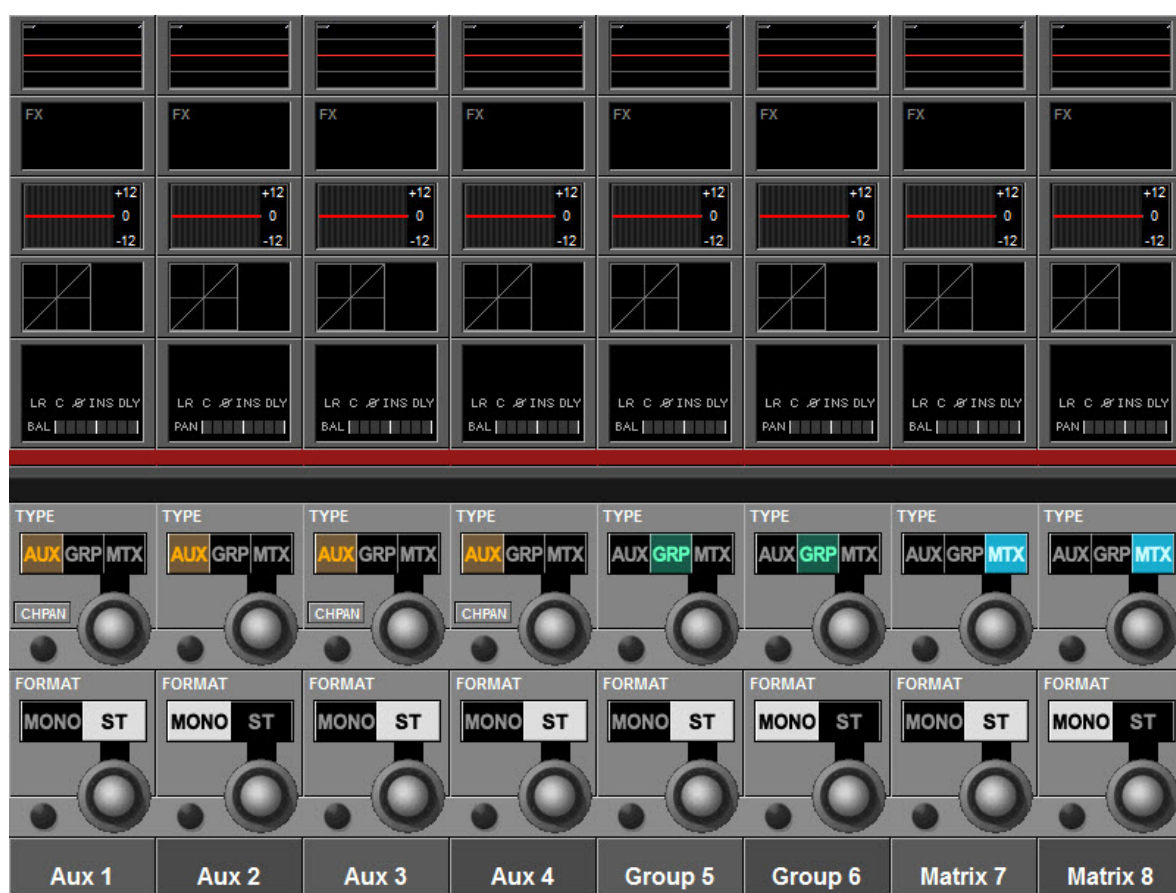 FX FX FX FX FX FX FX FX
+12 +12 +12 +12 +12 +12 +12 +12
0 0 0 0 0 0 0 0
-12 -12 -12 -12 -12 -12 -12 -12
LR C Ø INS DLY LR C Ø INS DLY LR C Ø INS DLY LR C Ø INS DLY LR C Ø INS DLY LR C Ø INS DLY LR C Ø INS DLY LR C Ø INS DLY
BAL PAN BAL BAL BAL PAN BAL PAN
TYPE TYPE TYPE TYPE TYPE TYPE TYPE TYPE
AUX GRP MTX AUX GRP MTX AUX GRP MTX AUX GRP MTX AUX GRP MTX AUX GRP MTX AUX GRP MTX AUX GRP MTX
CHPAN CHPAN CHPAN
FORMAT FORMAT FORMAT FORMAT FORMAT FORMAT FORMAT FORMAT
MONO ST MONO ST MONO ST MONO ST MONO ST MONO ST MONO ST MONO ST
Aux 1 Aux 2 Aux 3 Aux 4 Group 5 Group 6 Matrix 7 Matrix 8